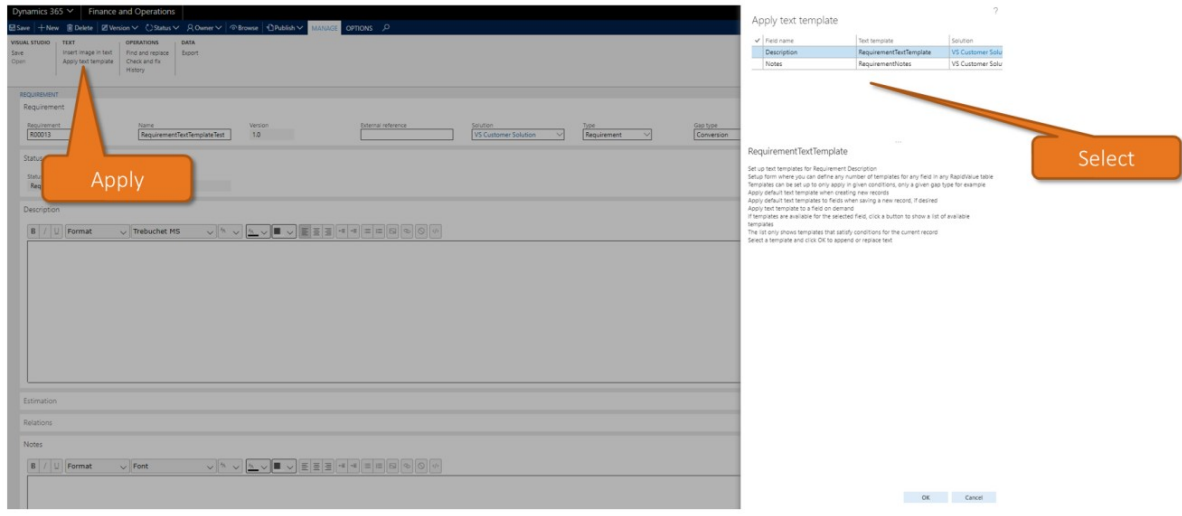 Dynamics 365 Finance and Operations
Save + New Delete Version Status Owner Browse Publish MANAGE OPTIONS
VISUAL STUDIO TEXT OPERATIONS DATA
Save Insert image in text Find and replace Export
Open Apply text template Check and fix
History
REQUIREMENT
Requirement
Requirement Name Version External reference Solution Type Gap type
R00013 RequirementTextTemplateTest 1.0 VS Customer Solution Requirement Conversion
Status
Statu
Req
Apply
Description
B I U Format Trebuchet MS
Estimation
Relations
Notes
B I U Format Font
?
Apply text template
Field name Text template Solution
Description RequirementTextTemplate VS Customer Solu
Notes RequirementNotes VS Customer Solu
Select
RequirementTextTemplate
Set up text templates for Requirement Description
Setup form where you can define any number of templates for any field in any RapidValue table
Templates can be set up to only apply in given conditions, only a given gap type for example
Apply default text template when creating new records
Apply default text templates to fields when saving a new record, if desired
Apply text template to a field on demand
If templates are available for the selected field, click a button to show a list of available
templates
The list only shows templates that satisfy conditions for the current record
Select a template and click OK to append or replace text
OK Cancel